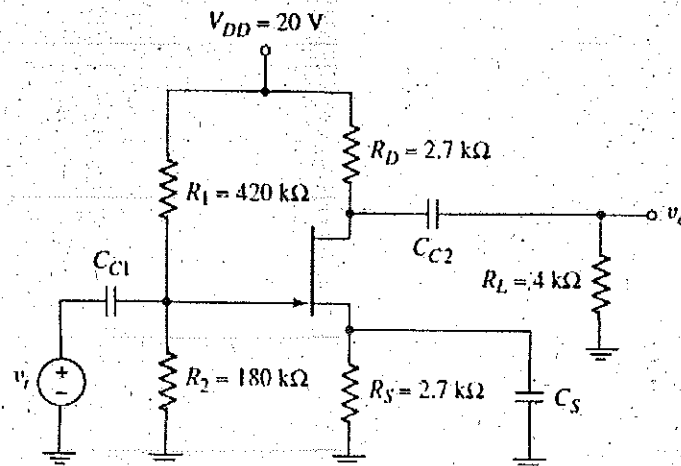 V_DD = 20 V
R_D = 2.7 kΩ
R_1 = 420 kΩ
C_C1
C_C2
R_L = 4 kΩ
R_2 = 180 kΩ
R_S = 2.7 kΩ
C_S